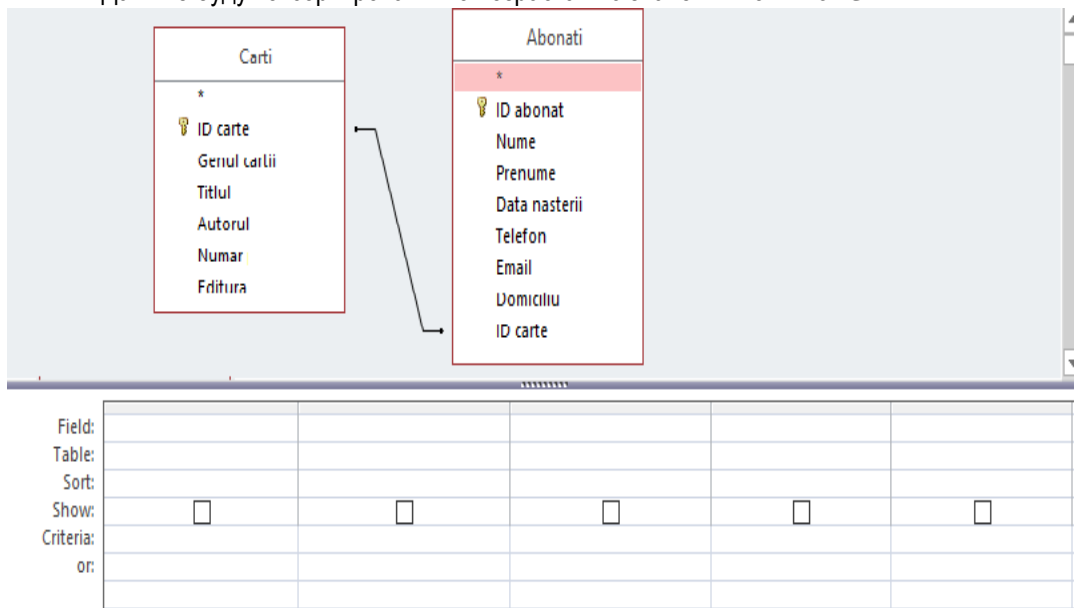 Carti
*
ID carte
Genul cartii
Titlul
Autorul
Numar
Editura
Abonati
*
ID abonat
Nume
Prenume
Data nasterii
Telefon
Email
Domiciliu
ID carte
Field:
Table:
Sort:
Show:
Criteria:
or: